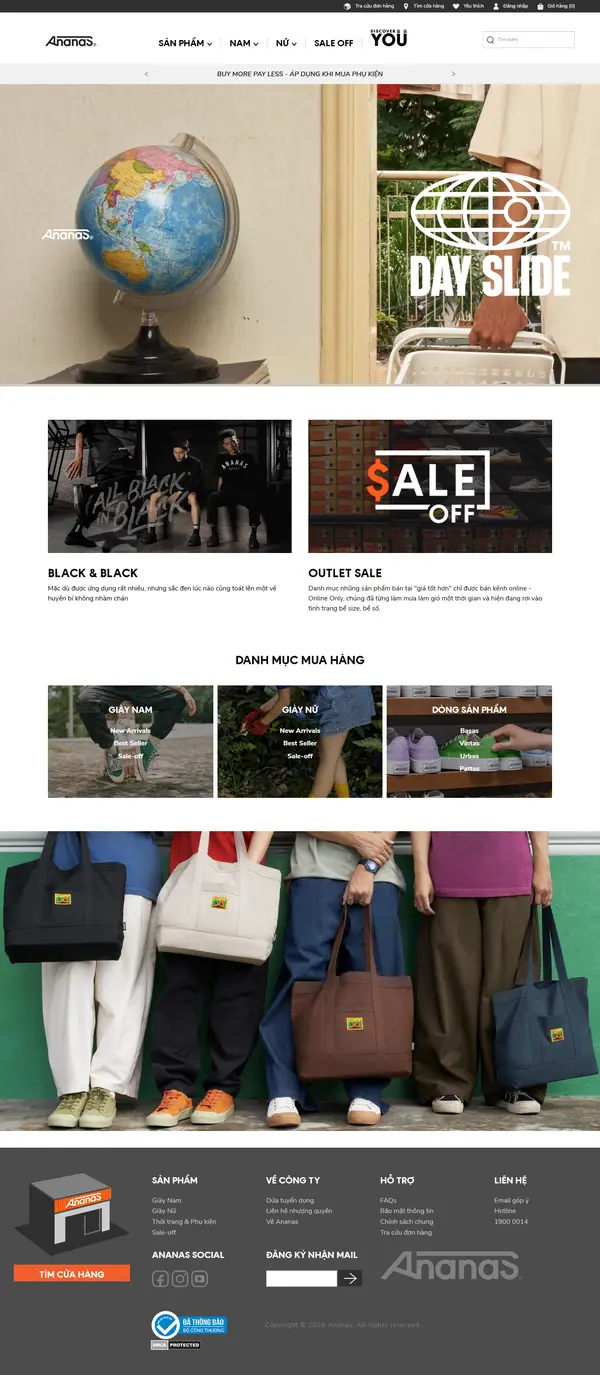 Tra cứu đơn hàng
Tìm cửa hàng
Yêu thích
Đăng nhập
Giỏ hàng (0)
Ananas
SẢN PHẨM
NAM
NỮ
SALE OFF
DISCOVER
YOU
Tìm kiếm
BUY MORE PAY LESS - ÁP DỤNG KHI MUA PHỤ KIỆN
Ananas
TM
DAY SLIDE
ANANAS
ALL BLACK
IN BLACK
$ALE
OFF
BLACK & BLACK
Mặc dù được ứng dụng rất nhiều, nhưng sắc đen lúc nào cũng toát lên một vẻ
huyền bí không nhàm chán
OUTLET SALE
Danh mục những sản phẩm bán tại "giá tốt hơn" chỉ được bán kênh online -
Online Only, chúng đã từng làm mưa làm gió một thời gian và hiện đang rơi vào
tình trạng bể size, bể số.
DANH MỤC MUA HÀNG
GIÀY NAM
New Arrivals
Best Seller
Sale-off
GIÀY NỮ
New Arrivals
Best Seller
Sale-off
DÒNG SẢN PHẨM
Basas
Vintas
Urbas
Pattas
Ananas
TÌM CỬA HÀNG
SẢN PHẨM
Giày Nam
Giày Nữ
Thời trang & Phụ kiện
Sale-off
VỀ CÔNG TY
Dứa tuyển dụng
Liên hệ nhượng quyền
Về Ananas
HỖ TRỢ
FAQs
Bảo mật thông tin
Chính sách chung
Tra cứu đơn hàng
LIÊN HỆ
Email góp ý
Hotline
1900 0014
ANANAS SOCIAL
ĐĂNG KÝ NHẬN MAIL
Ananas
ĐÃ THÔNG BÁO
BỘ CÔNG THƯƠNG
DMCA PROTECTED
Copyright © 2026 Ananas. All rights reserved.